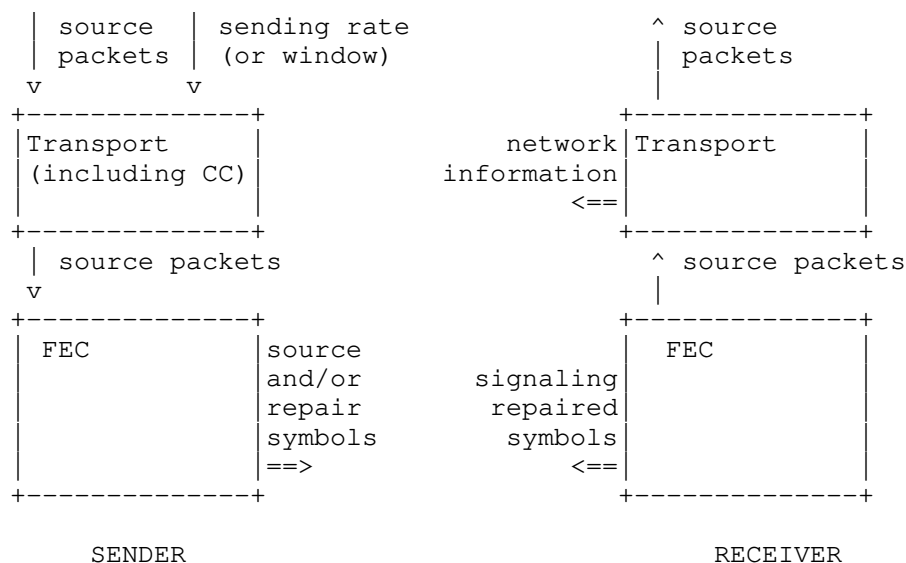 source sending rate source
packets (or window) packets
Transport network Transport
(including CC) information
<==
source packets source packets
FEC source FEC
and/or signaling
repair repaired
symbols symbols
==> <==
SENDER RECEIVER